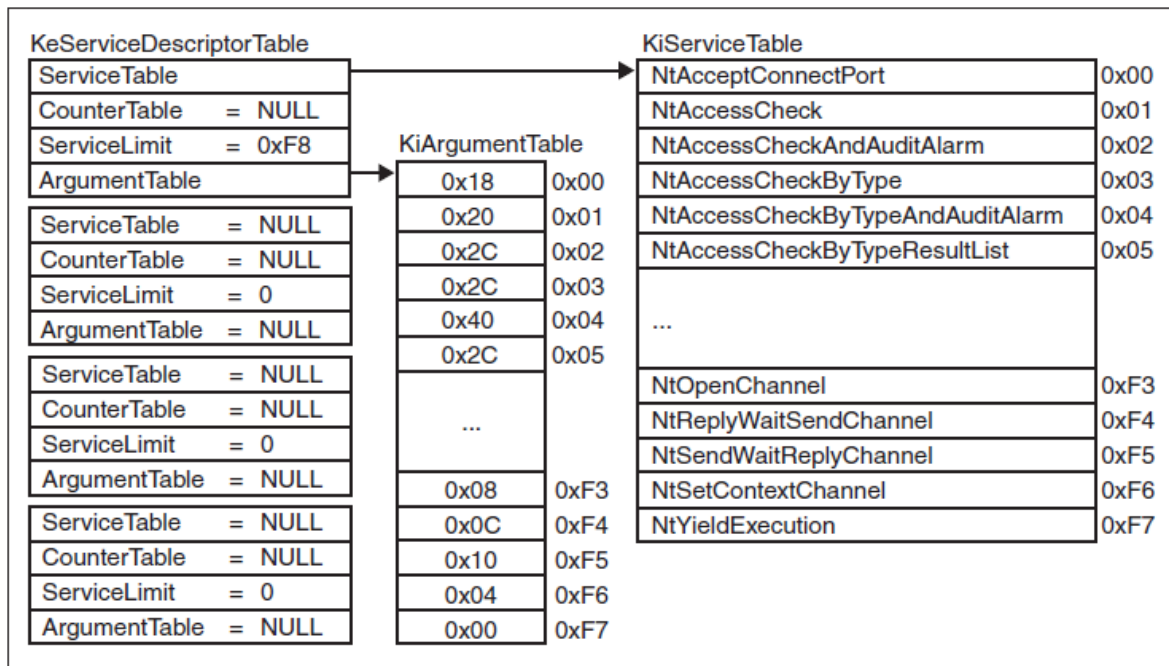 KeServiceDescriptorTable
ServiceTable
CounterTable = NULL
ServiceLimit = 0xF8
ArgumentTable
ServiceTable = NULL
CounterTable = NULL
ServiceLimit = 0
ArgumentTable = NULL
ServiceTable = NULL
CounterTable = NULL
ServiceLimit = 0
ArgumentTable = NULL
ServiceTable = NULL
CounterTable = NULL
ServiceLimit = 0
ArgumentTable = NULL
KiArgumentTable
0x18 0x00
0x20 0x01
0x2C 0x02
0x2C 0x03
0x40 0x04
0x2C 0x05
...
0x08 0xF3
0x0C 0xF4
0x10 0xF5
0x04 0xF6
0x00 0xF7
KiServiceTable
NtAcceptConnectPort 0x00
NtAccessCheck 0x01
NtAccessCheckAndAuditAlarm 0x02
NtAccessCheckByType 0x03
NtAccessCheckByTypeAndAuditAlarm 0x04
NtAccessCheckByTypeResultList 0x05
...
NtOpenChannel 0xF3
NtReplyWaitSendChannel 0xF4
NtSendWaitReplyChannel 0xF5
NtSetContextChannel 0xF6
NtYieldExecution 0xF7